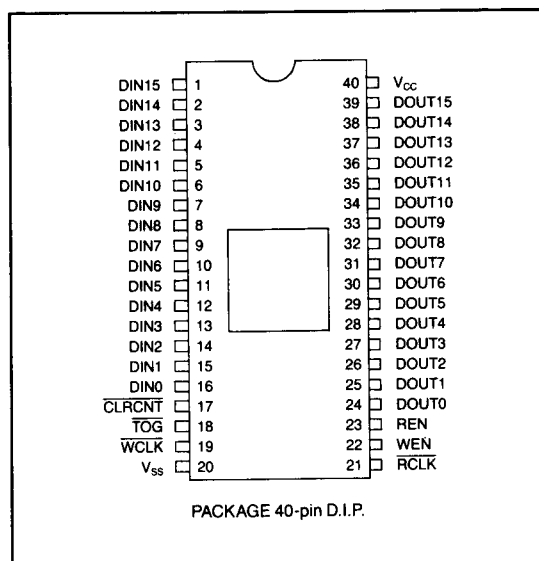 DIN15 1 40 VCC
DIN14 2 39 DOUT15
DIN13 3 38 DOUT14
DIN12 4 37 DOUT13
DIN11 5 36 DOUT12
DIN10 6 35 DOUT11
DIN9 7 34 DOUT10
DIN8 8 33 DOUT9
DIN7 9 32 DOUT8
DIN6 10 31 DOUT7
DIN5 11 30 DOUT6
DIN4 12 29 DOUT5
DIN3 13 28 DOUT4
DIN2 14 27 DOUT3
DIN1 15 26 DOUT2
DIN0 16 25 DOUT1
CLRCNT 17 24 DOUT0
TOG 18 23 REN
WCLK 19 22 WEN
VSS 20 21 RCLK
PACKAGE 40-pin D.I.P.